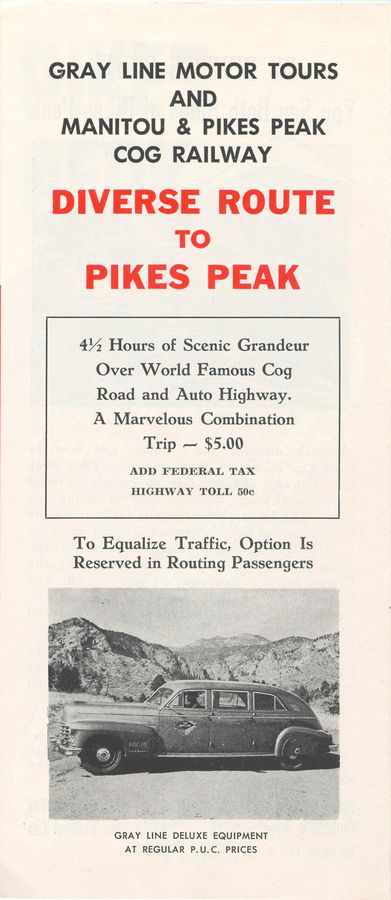 GRAY LINE MOTOR TOURS
AND
MANITOU & PIKES PEAK
COG RAILWAY
DIVERSE ROUTE
TO
PIKES PEAK
4½ Hours of Scenic Grandeur
Over World Famous Cog
Road and Auto Highway.
A Marvelous Combination
Trip — $5.00
ADD FEDERAL TAX
HIGHWAY TOLL 50c
To Equalize Traffic, Option Is
Reserved in Routing Passengers
GRAY LINE DELUXE EQUIPMENT
AT REGULAR P.U.C. PRICES